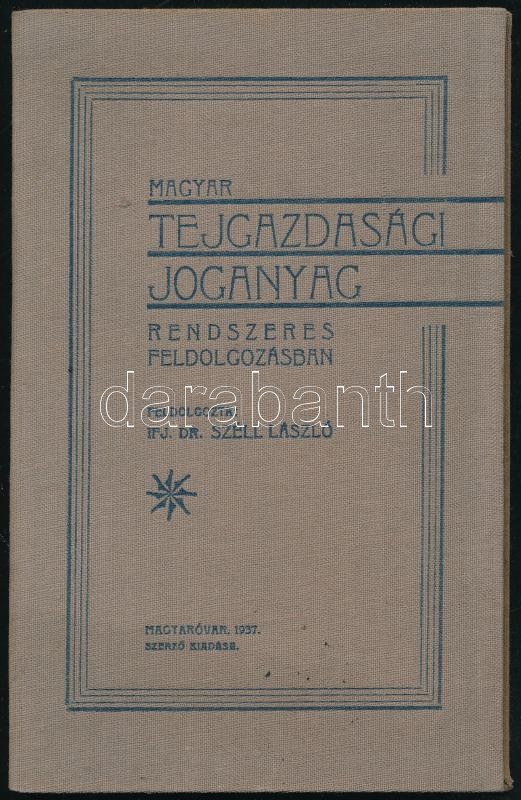 MAGYAR
TEJGAZDASÁGI
JOGANYAG
RENDSZERES
FELDOLGOZÁSBAN
darabanth
FELDOLGOZTA:
IFJ. DR. SZÉLL LÁSZLÓ
MAGYARÓVÁR, 1937.
SZERZŐ KIADÁSA.